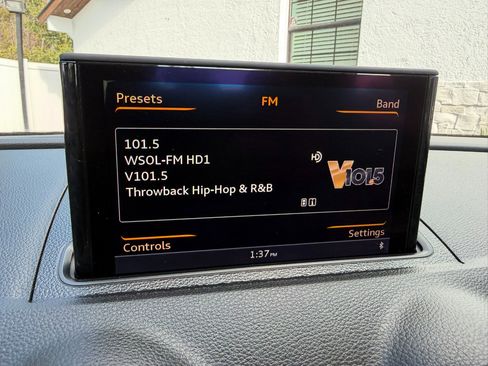 Presets
FM
Band
101.5
WSOL-FM HD1
V101.5
Throwback Hip-Hop & R&B
HD
V101.5
Controls
Settings
1:37PM